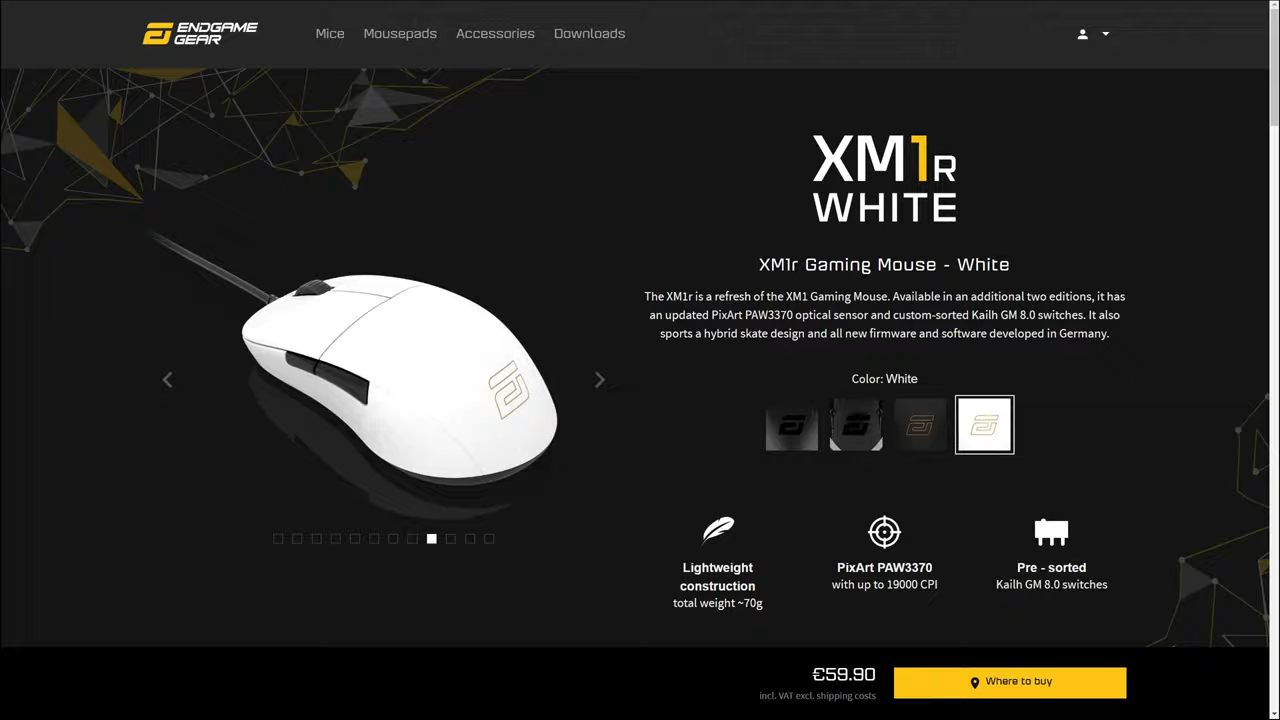 ENDGAME
GEAR
Mice
Mousepads
Accessories
Downloads
XM1R
WHITE
XM1r Gaming Mouse - White
The XM1r is a refresh of the XM1 Gaming Mouse. Available in an additional two editions, it has
an updated PixArt PAW3370 optical sensor and custom-sorted Kailh GM 8.0 switches. It also
sports a hybrid skate design and all new firmware and software developed in Germany.
Color: White
Lightweight
construction
total weight ~70g
PixArt PAW3370
with up to 19000 CPI
Pre - sorted
Kailh GM 8.0 switches
€59.90
incl. VAT excl. shipping costs
Where to buy